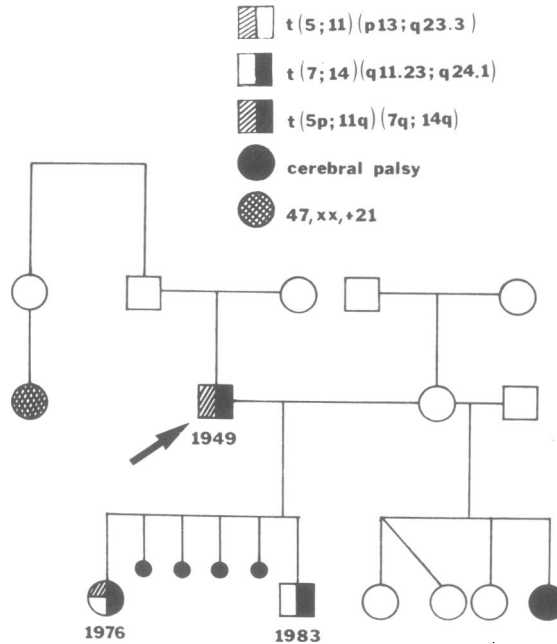 t(5;11)(p13;q23.3)
t(7;14)(q11.23;q24.1)
t(5p;11q)(7q;14q)
cerebral palsy
47,xx,+21
1949
1976 1983